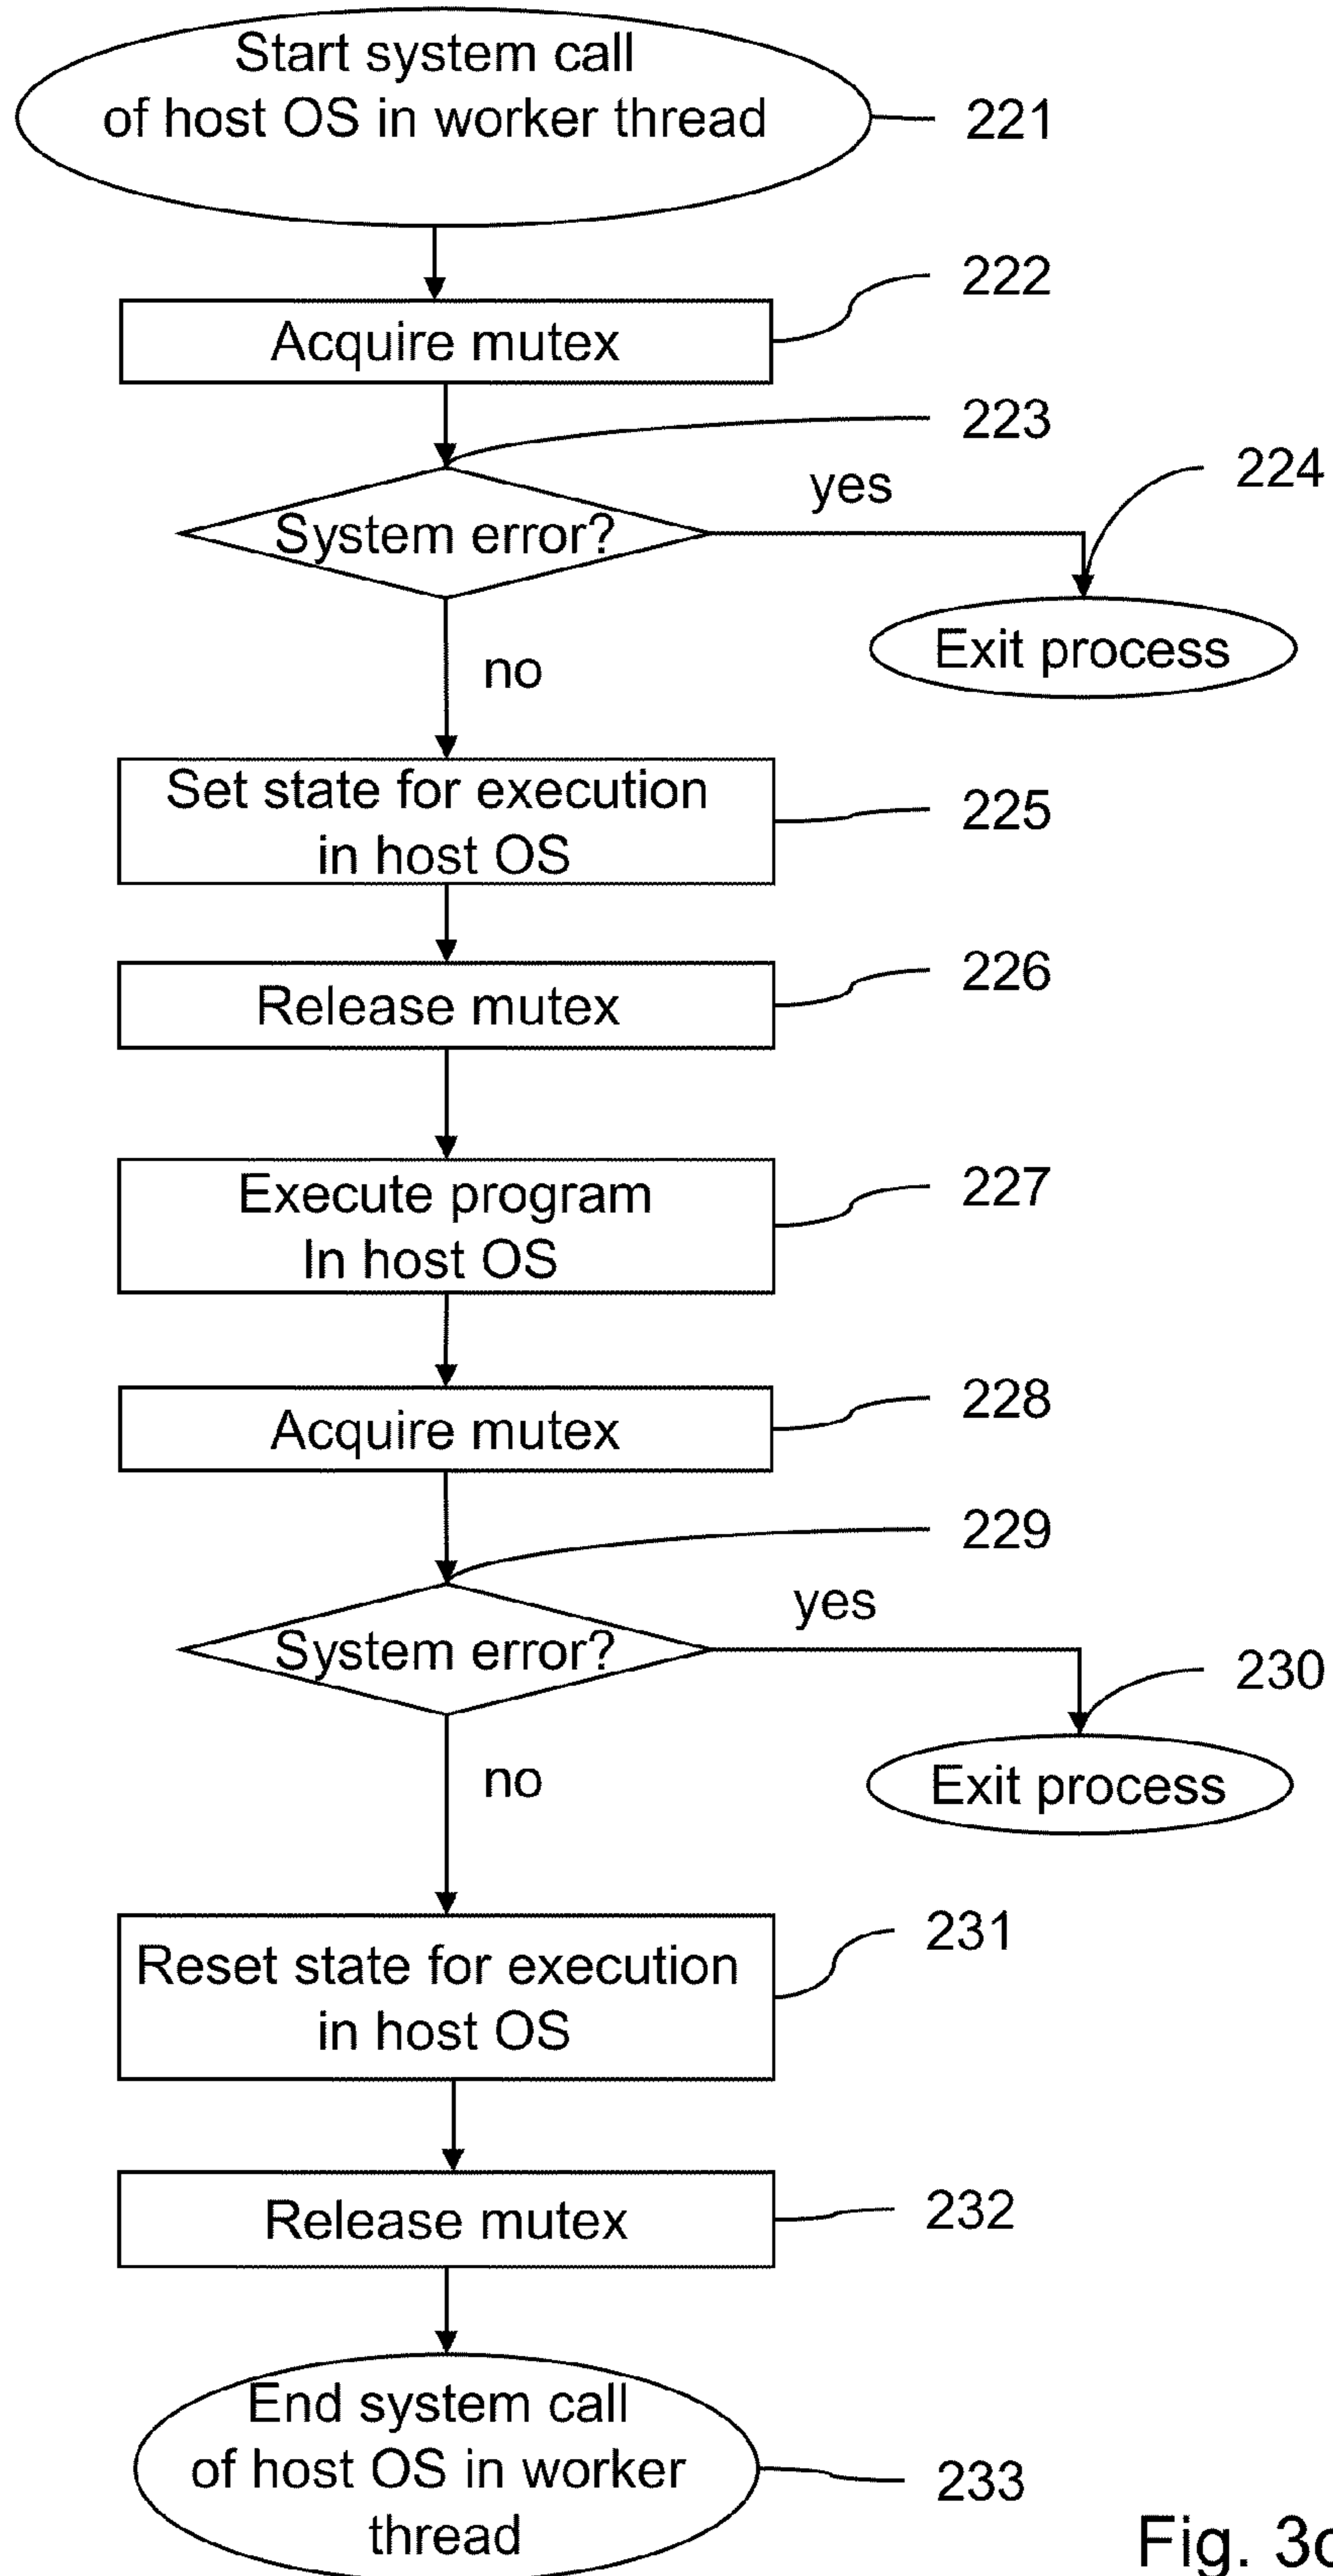 Start system call
of host OS in worker thread
221
222
Acquire mutex
223
224
yes
System error?
Exit process
no
Set state for execution
in host OS
225
226
Release mutex
227
Execute program
In host OS
228
Acquire mutex
229
yes
System error?
230
no
Exit process
231
Reset state for execution
in host OS
232
Release mutex
End system call
of host OS in worker
thread
233
Fig.